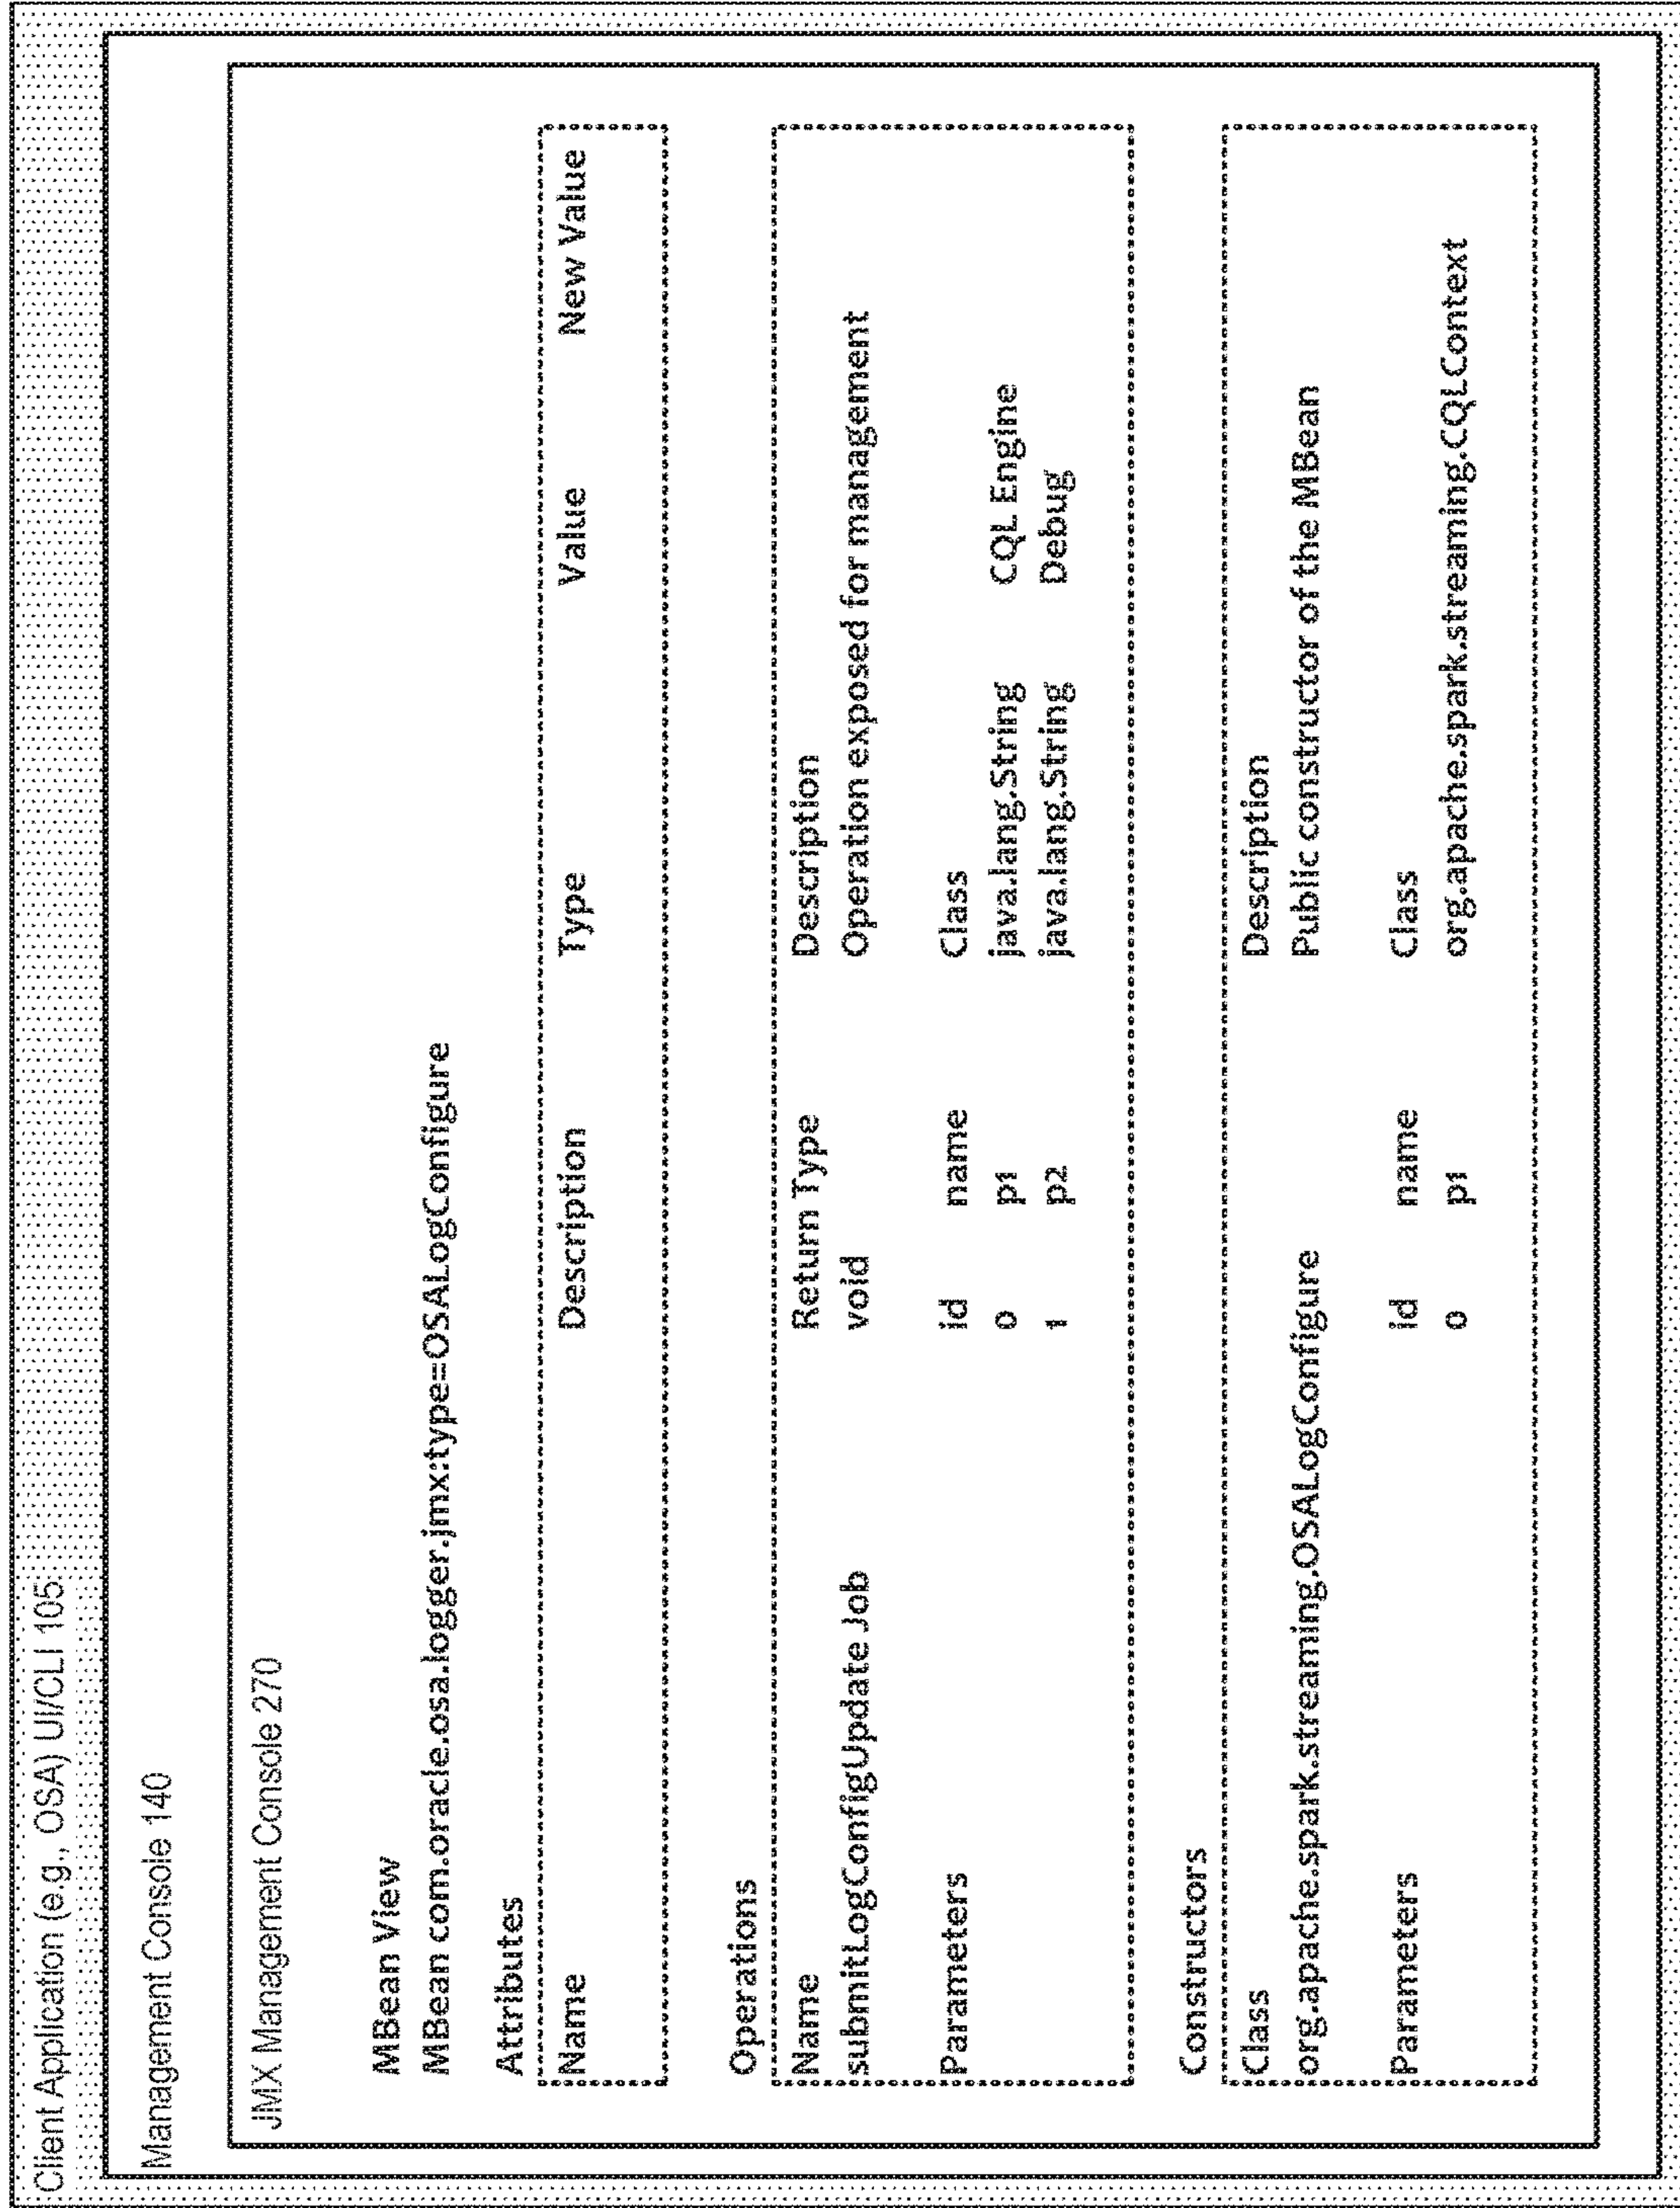 Client Application (e.g., OSA) UI/CLI 105
Management Console 140
JMX Management Console 270
MBean View
MBean com.oracle.osa.logger.jmx:type=OSALogConfigure
Attributes
Name Description Type Value New Value
Operations
Name Return Type Description
submitLogConfigUpdate Job void Operation exposed for management
Parameters id name Class
0 p1 java.lang.String CQL Engine
1 p2 java.lang.String Debug
Constructors
Class Description
org.apache.spark.streaming.OSALogConfigure Public constructor of the MBean
Parameters id name Class
0 p1 org.apache.spark.streaming.CQLContext